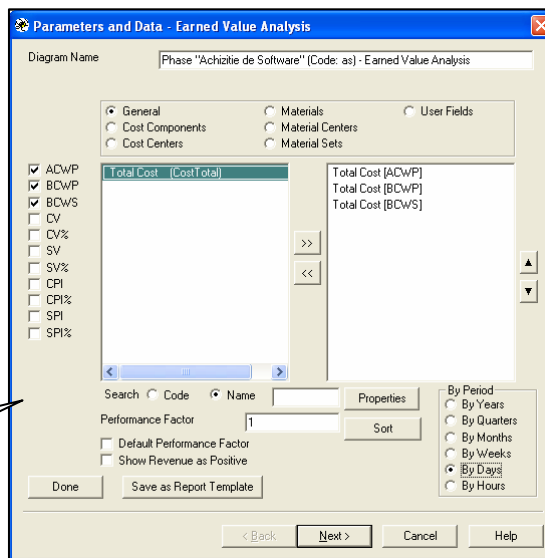 Parameters and Data - Earned Value Analysis
Diagram Name
Phase "Achizitie de Software" (Code: as) - Earned Value Analysis
General
Materials
User Fields
Cost Components
Material Centers
Cost Centers
Material Sets
ACWP
BCWP
BCWS
CV
CV%
SV
SV%
CPI
CPI%
SPI
SPI%
Total Cost (CostTotal)
>>
<<
Total Cost [ACWP]
Total Cost [BCWP]
Total Cost [BCWS]
Search Code Name
Properties
Performance Factor 1
Sort
Default Performance Factor
Show Revenue as Positive
By Period
By Years
By Quarters
By Months
By Weeks
By Days
By Hours
Done
Save as Report Template
< Back
Next >
Cancel
Help